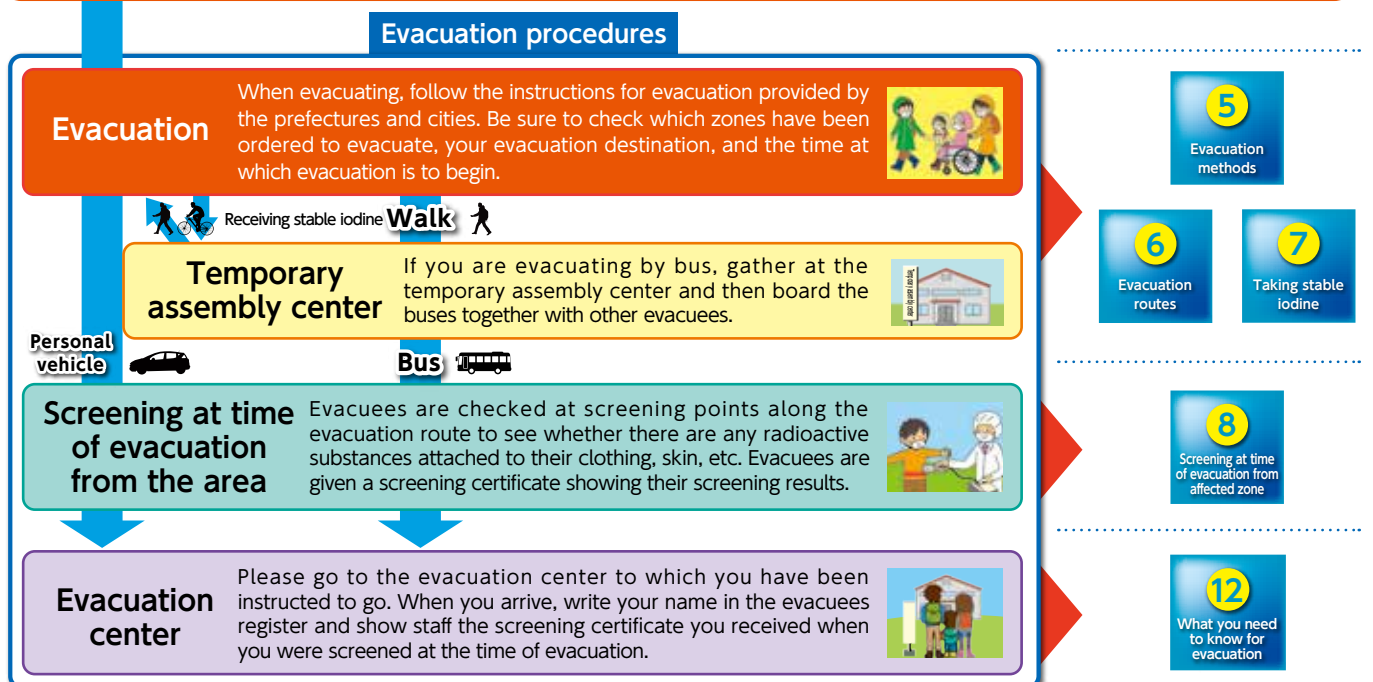 Evacuation procedures
Evacuation
When evacuating, follow the instructions for evacuation provided by
the prefectures and cities. Be sure to check which zones have been
ordered to evacuate, your evacuation destination, and the time at
which evacuation is to begin.
Receiving stable iodine
Walk
Temporary
assembly center
If you are evacuating by bus, gather at the
temporary assembly center and then board the
buses together with other evacuees.
Personal
vehicle
Bus
Screening at time
of evacuation
from the area
Evacuees are checked at screening points along the
evacuation route to see whether there are any radioactive
substances attached to their clothing, skin, etc. Evacuees are
given a screening certificate showing their screening results.
Evacuation
center
Please go to the evacuation center to which you have been
instructed to go. When you arrive, write your name in the evacuees
register and show staff the screening certificate you received when
you were screened at the time of evacuation.
5
Evacuation
methods
6
Evacuation
routes
7
Taking stable
iodine
8
Screening at time
of evacuation from
affected zone
12
What you need
to know for
evacuation